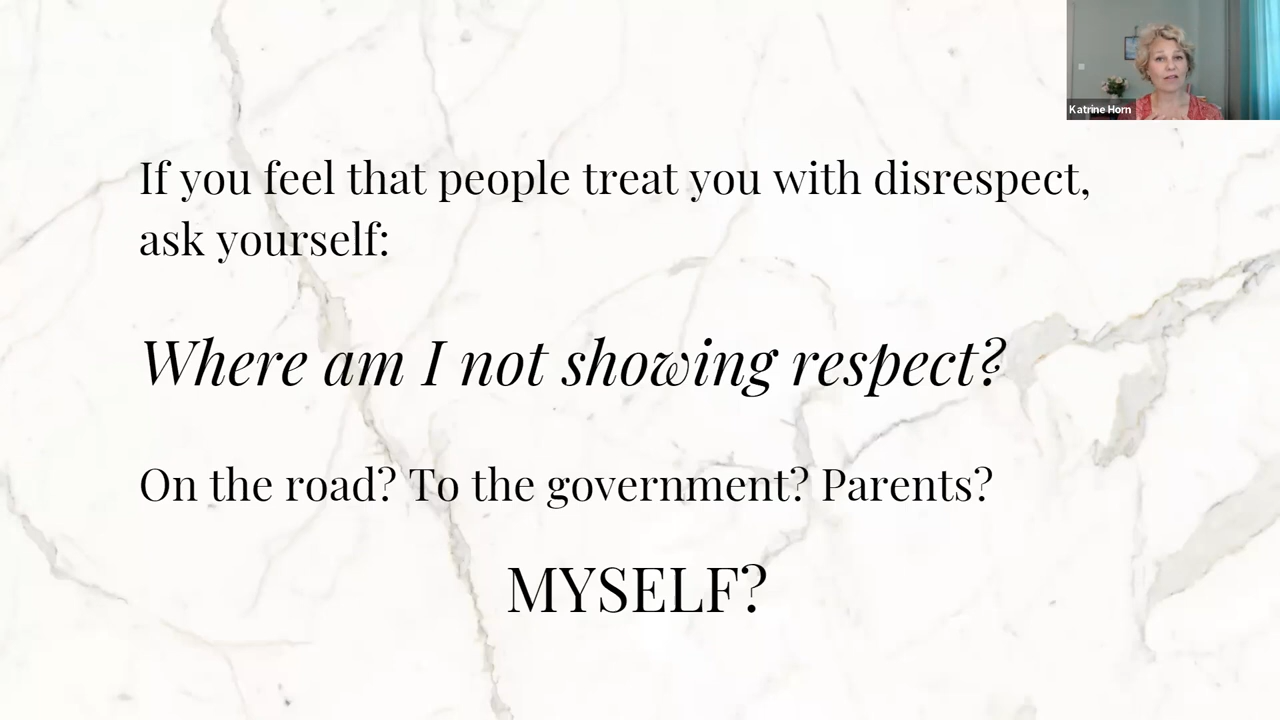 Katrine Horn
If you feel that people treat you with disrespect,
ask yourself:
Where am I not showing respect?
On the road? To the government? Parents?
MYSELF?